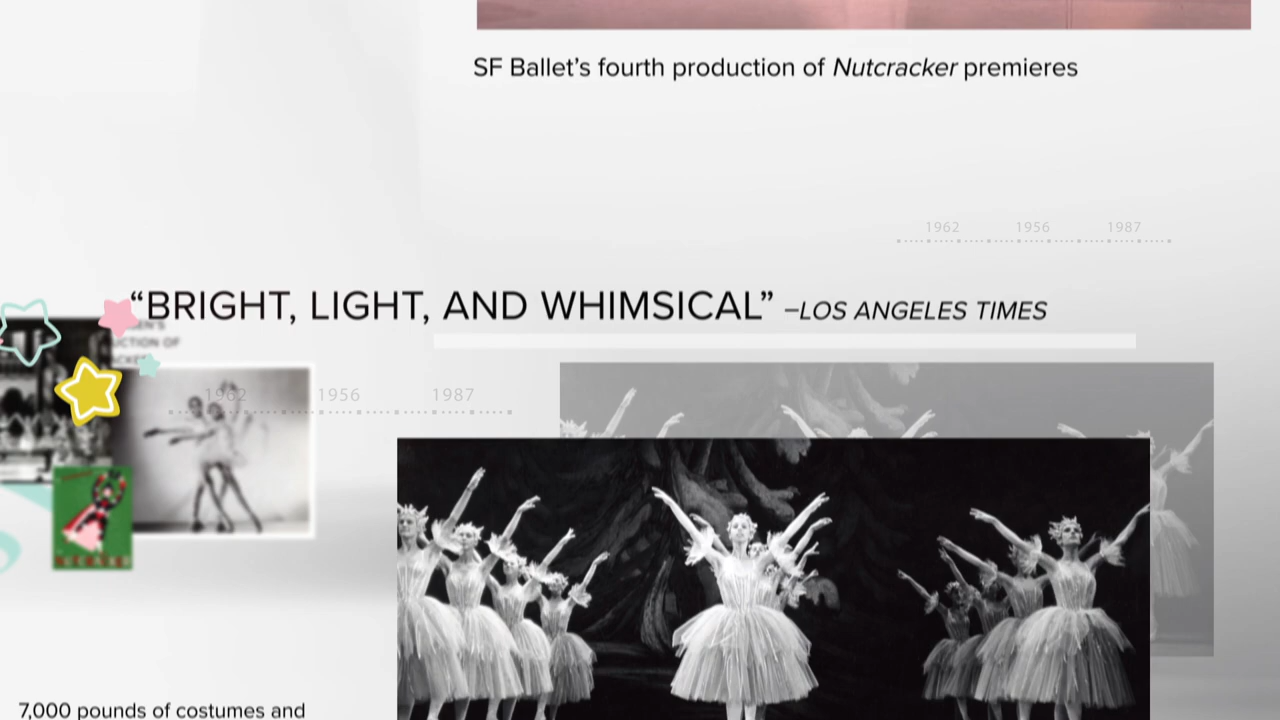 SF Ballet’s fourth production of Nutcracker premieres
1962 1956 1987
“BRIGHT, LIGHT, AND WHIMSICAL” –LOS ANGELES TIMES
1962 1956 1987
7,000 pounds of costumes and